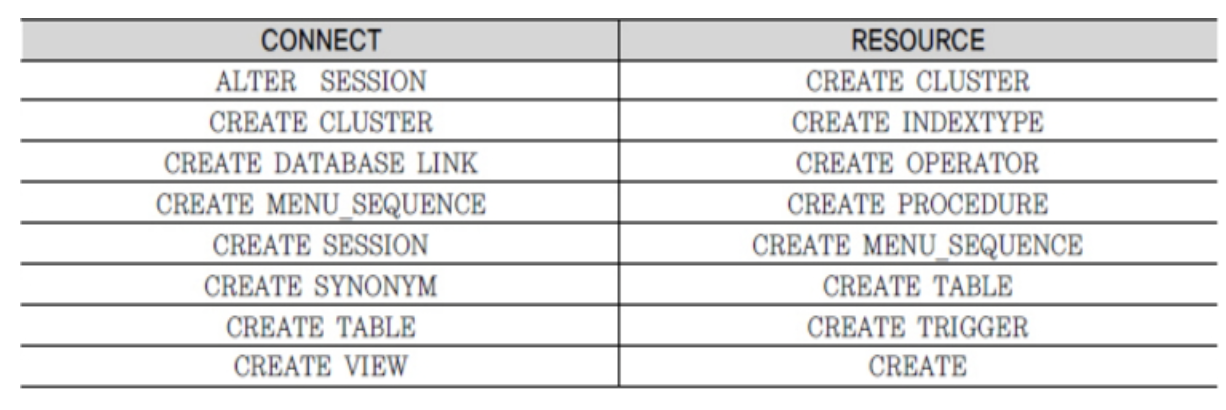 CONNECT RESOURCE
ALTER SESSION CREATE CLUSTER
CREATE CLUSTER CREATE INDEXTYPE
CREATE DATABASE LINK CREATE OPERATOR
CREATE MENU_SEQUENCE CREATE PROCEDURE
CREATE SESSION CREATE MENU_SEQUENCE
CREATE SYNONYM CREATE TABLE
CREATE TABLE CREATE TRIGGER
CREATE VIEW CREATE